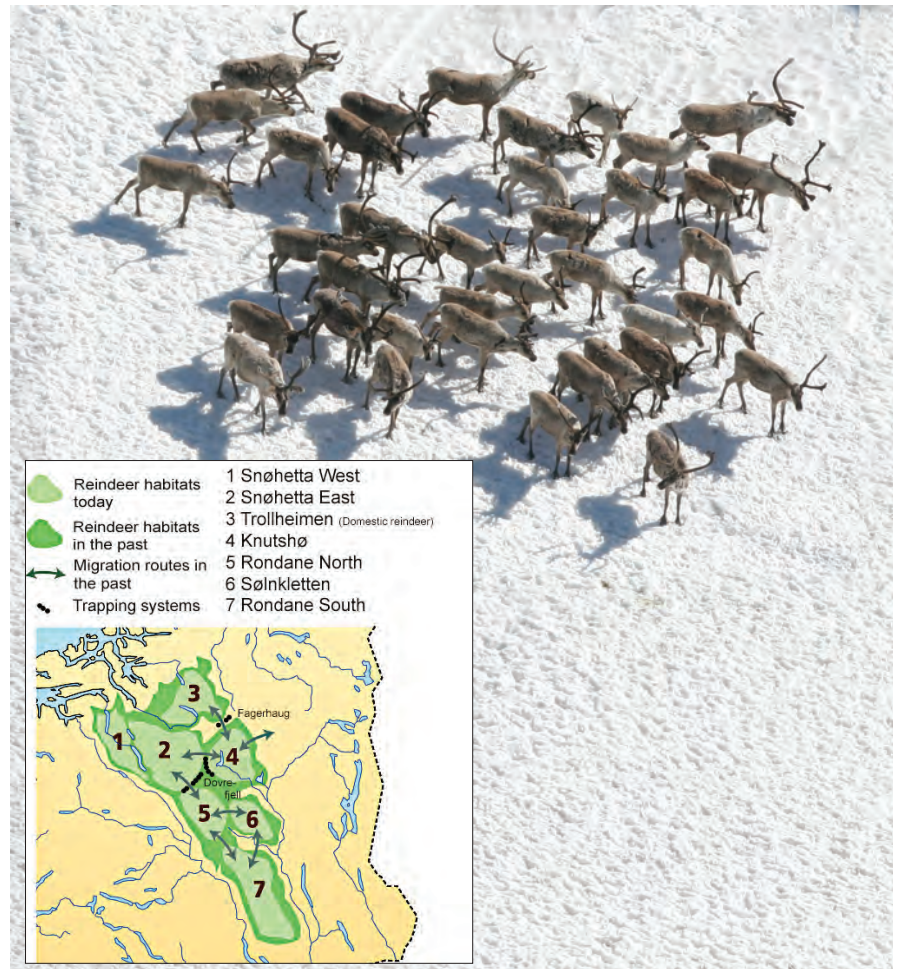 Reindeer habitats
today
Reindeer habitats
in the past
Migration routes in
the past
Trapping systems
1 Snøhetta West
2 Snøhetta East
3 Trollheimen (Domestic reindeer)
4 Knutshø
5 Rondane North
6 Sølnkletten
7 Rondane South
3
Fagerhaug
1
2
4
Dovre-
fjell
5
6
7